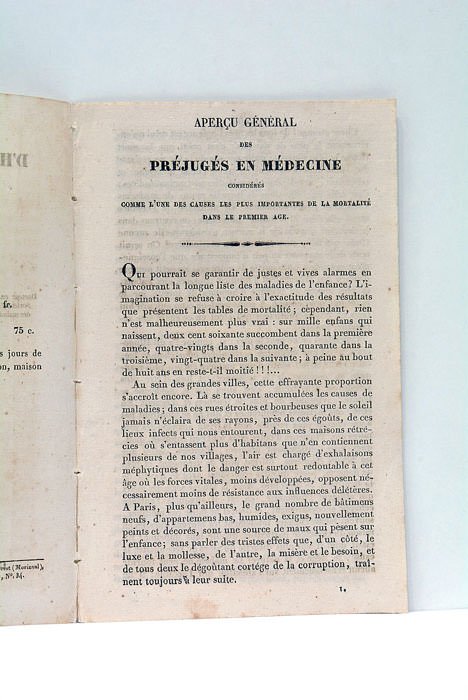 APERÇU GÉNÉRAL
DES
PRÉJUGÉS EN MÉDECINE
CONSIDÉRÉS
COMME L'UNE DES CAUSES LES PLUS IMPORTANTES DE LA MORTALITÉ
DANS LE PREMIER AGE.
QUI pourrait se garantir de justes et vives alarmes en
parcourant la longue liste des maladies de l'enfance? L'i-
magination se refuse à croire à l'exactitude des résultats
que présentent les tables de mortalité; cependant, rien
n'est malheureusement plus vrai : sur mille enfans qui
naissent, deux cent soixante succombent dans la première
année, quatre-vingts dans la seconde, quarante dans la
troisième, vingt-quatre dans la suivante; à peine au bout
de huit ans en reste-t-il moitié!!!...
Au sein des grandes villes, cette effrayante proportion
s'accroît encore. Là se trouvent accumulées les causes de
maladies; dans ces rues étroites et bourbeuses que le soleil
jamais n'éclaira de ses rayons, près de ces égoûts, de ces
lieux infects qui nous entourent, dans ces maisons rétré-
cies où s'entassent plus d'habitans que n'en contiennent
plusieurs de nos villages, l'air est chargé d'exhalaisons
méphytiques dont le danger est surtout redoutable à cet
âge où les forces vitales, moins développées, opposent né-
cessairement moins de résistance aux influences délétères.
A Paris, plus qu'ailleurs, le grand nombre de bâtimens
neufs, d'appartemens bas, humides, exigus, nouvellement
peints et décorés, sont une source de maux qui pèsent sur
l'enfance; sans parler des tristes effets que, d'un côté, le
luxe et la mollesse, de l'autre, la misère et le besoin, et
de tous deux le dégoûtant cortége de la corruption, traî-
nent toujours à leur suite.
1.
fr.
75 c.
s jours de
on, maison
vost (Morinval),
, N°. 34.